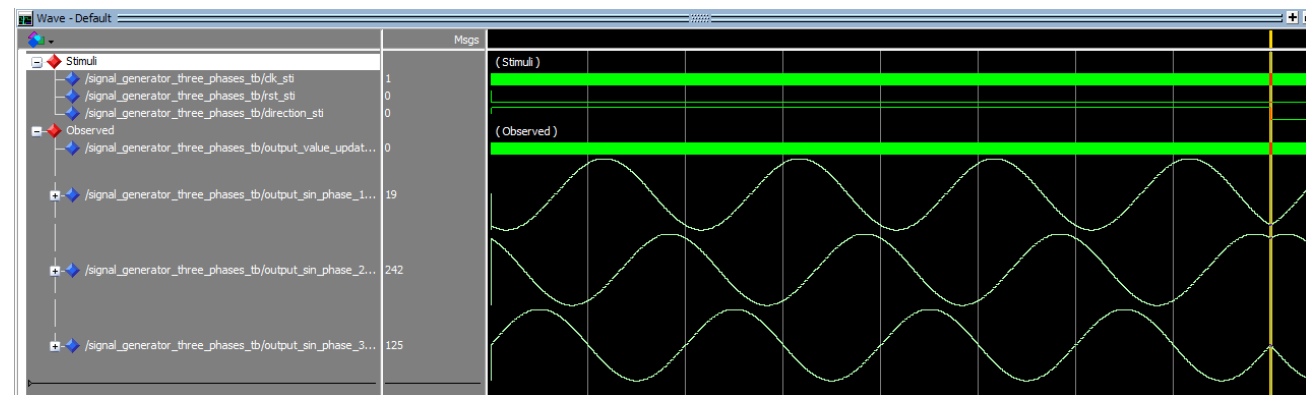 Wave - Default
Msgs
Stimuli
(Stimuli)
/signal_generator_three_phases_tb/clk_sti 1
/signal_generator_three_phases_tb/rst_sti 0
/signal_generator_three_phases_tb/direction_sti 0
Observed
(Observed)
/signal_generator_three_phases_tb/output_value_updat... 0
/signal_generator_three_phases_tb/output_sin_phase_1... 19
/signal_generator_three_phases_tb/output_sin_phase_2... 242
/signal_generator_three_phases_tb/output_sin_phase_3... 125